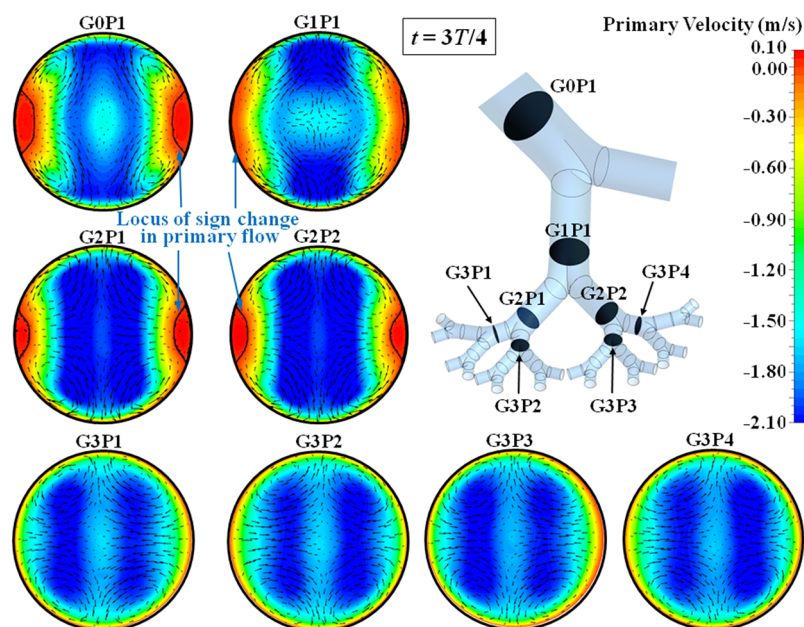 G0P1
G1P1
t = 3T/4
Primary Velocity (m/s)
0.10
0.00
-0.30
-0.60
-0.90
-1.20
-1.50
-1.80
-2.10
G0P1
G1P1
G3P1
G3P4
G2P1
G2P2
G3P2
G3P3
Locus of sign change
in primary flow
G2P1
G2P2
G3P1
G3P2
G3P3
G3P4